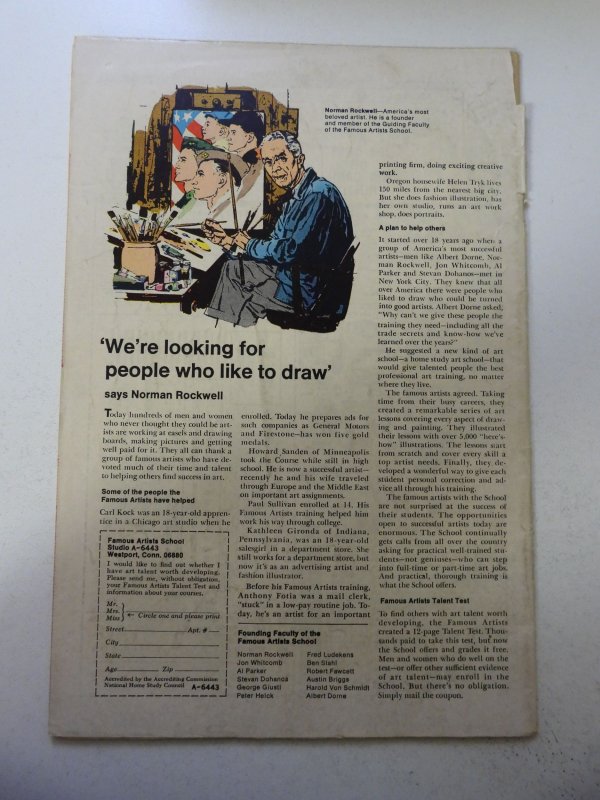 Norman Rockwell—America's most
beloved artist. He is a founder
and member of the Guiding Faculty
of the Famous Artists School.
'We're looking for
people who like to draw'
says Norman Rockwell
Today hundreds of men and women
who never thought they could be art-
ists are working at easels and drawing
boards, making pictures and getting
well paid for it. They all can thank a
group of famous artists who have de-
voted much of their time and talent
to helping others find success in art.
Some of the people the
Famous Artists have helped
Carl Kock was an 18-year-old appren-
tice in a Chicago art studio when he
Famous Artists School
Studio A-6443
Westport, Conn. 06880
I would like to find out whether I
have art talent worth developing.
Please send me, without obligation,
your Famous Artists Talent Test and
information about your courses.
Mr.
Mrs.
Miss
← Circle one and please print
Street Apt. #
City
State
Age Zip
Accredited by the Accrediting Commission
National Home Study Council A-6443
enrolled. Today he prepares ads for
such companies as General Motors
and Firestone—has won five gold
medals.
Howard Sanden of Minneapolis
took the Course while still in high
school. He is now a successful artist—
recently he and his wife traveled
through Europe and the Middle East
on important art assignments.
Paul Sullivan enrolled at 14. His
Famous Artists training helped him
work his way through college.
Kathleen Gironda of Indiana,
Pennsylvania, was an 18-year-old
salesgirl in a department store. She
still works for a department store, but
now it's as an advertising artist and
fashion illustrator.
Before his Famous Artists training,
Anthony Fotia was a mail clerk,
"stuck" in a low-pay routine job. To-
day, he's an artist for an important
Founding Faculty of the
Famous Artists School
Norman Rockwell Fred Ludekens
Jon Whitcomb Ben Stahl
Al Parker Robert Fawcett
Stevan Dohanos Austin Briggs
George Giusti Harold Von Schmidt
Peter Helck Albert Dorne
printing firm, doing exciting creative
work.
Oregon housewife Helen Tryk lives
150 miles from the nearest big city.
But she does fashion illustration, has
her own studio, runs an art work
shop, does portraits.
A plan to help others
It started over 18 years ago when a
group of America's most successful
artists—men like Albert Dorne, Nor-
man Rockwell, Jon Whitcomb, Al
Parker and Stevan Dohanos—met in
New York City. They knew that all
over America there were people who
liked to draw who could be turned
into good artists. Albert Dorne asked,
"Why can't we give these people the
training they need—including all the
trade secrets and know-how we've
learned over the years?"
He suggested a new kind of art
school—a home study art school—that
would give talented people the best
professional art training, no matter
where they live.
The famous artists agreed. Taking
time from their busy careers, they
created a remarkable series of art
lessons covering every aspect of draw-
ing and painting. They illustrated
their lessons with over 5,000 "here's-
how" illustrations. The lessons start
from scratch and cover every skill a
top artist needs. Finally, they de-
veloped a wonderful way to give each
student personal correction and ad-
vice all through his training.
The famous artists with the School
are not surprised at the success of
their students. The opportunities
open to successful artists today are
enormous. The School continually
gets calls from all over the country
asking for practical well-trained stu-
dents—not geniuses—who can step
into full-time or part-time art jobs.
And practical, thorough training is
what the School offers.
Famous Artists Talent Test
To find others with art talent worth
developing, the Famous Artists
created a 12-page Talent Test. Thou-
sands paid to take this test, but now
the School offers and grades it free.
Men and women who do well on the
test—or offer other sufficient evidence
of art talent—may enroll in the
School. But there's no obligation.
Simply mail the coupon.